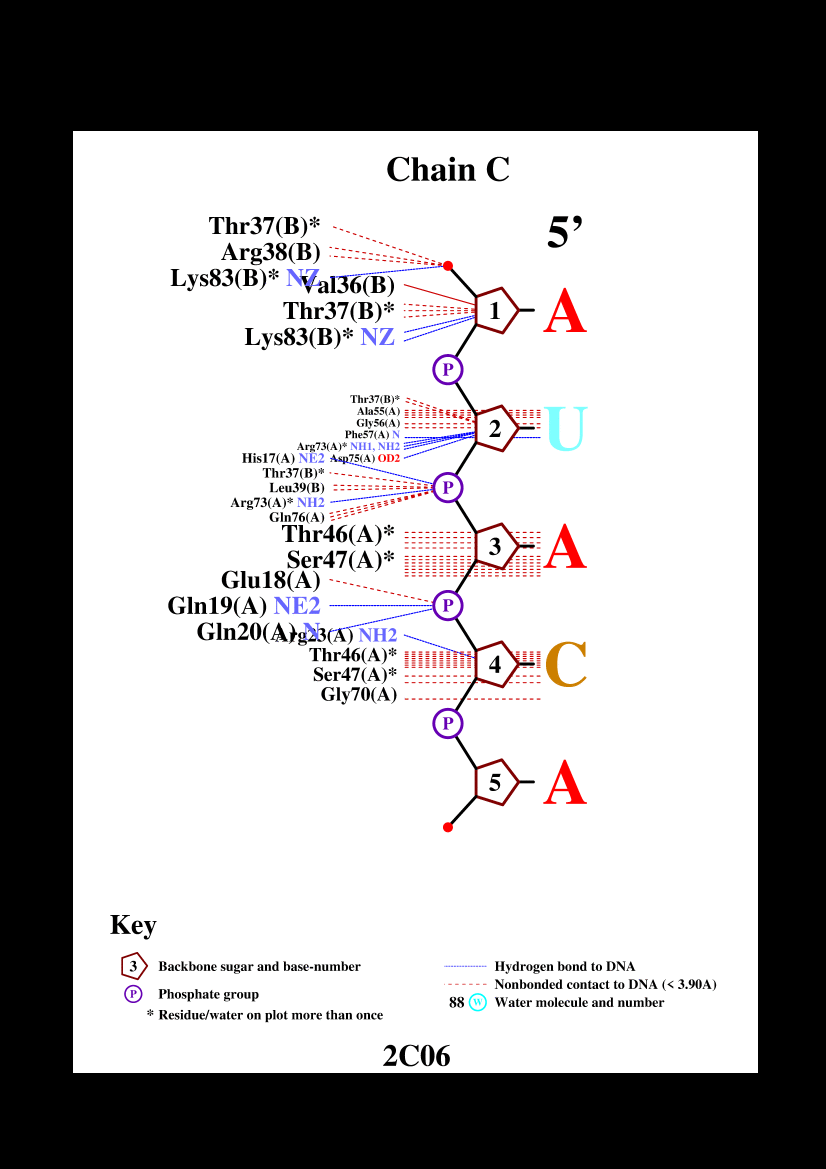 Chain C
5’
Thr37(B)*
Arg38(B)
Lys83(B)* NZ
Val36(B)
Thr37(B)*
Lys83(B)* NZ
1 A
P
Thr37(B)*
Ala55(A)
Gly56(A)
Phe57(A) N
Arg73(A)* NH1, NH2
Asp75(A) OD2
2 U
His17(A) NE2
Thr37(B)*
Leu39(B)
Arg73(A)* NH2
Gln76(A)
P
Thr46(A)*
Ser47(A)*
3 A
Glu18(A)
Gln19(A) NE2
Gln20(A) N
P
Arg23(A) NH2
Thr46(A)*
Ser47(A)*
Gly70(A)
4 C
P
5 A
Key
3 Backbone sugar and base-number
P Phosphate group
* Residue/water on plot more than once
Hydrogen bond to DNA
Nonbonded contact to DNA (< 3.90A)
88 W Water molecule and number
2C06